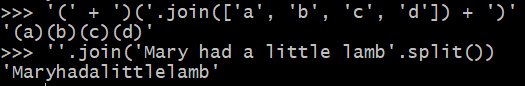 >>> '(' + ')('.join(['a', 'b', 'c', 'd']) + ')'
'(a)(b)(c)(d)'
>>> ''.join('Mary had a little lamb'.split())
'Maryhadalittlelamb'